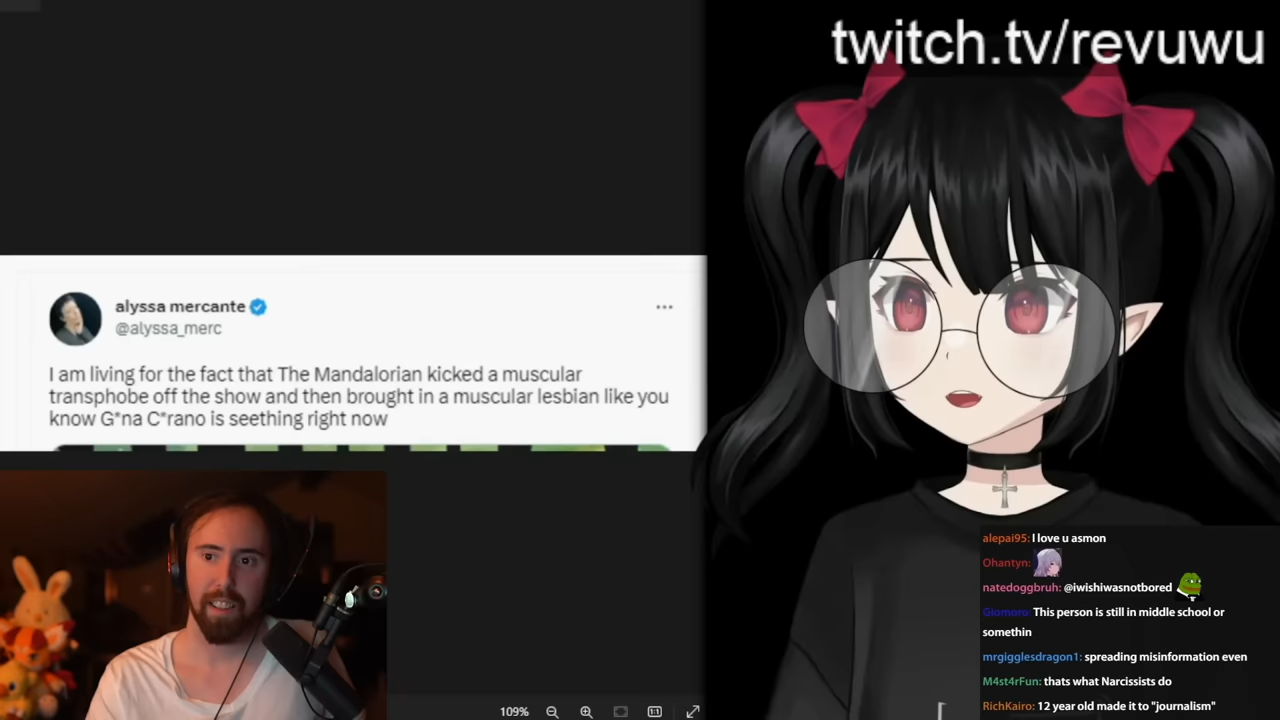 twitch.tv/revuwu
alyssa mercante
@alyssa_merc
I am living for the fact that The Mandalorian kicked a muscular
transphobe off the show and then brought in a muscular lesbian like you
know G*na C*rano is seething right now
alepai95: I love u asmon
Ohantyn:
natedoggbruh: @iwishiwasnotbored
Giomoro: This person is still in middle school or
somethin
mrgigglesdragon1: spreading misinformation even
M4st4rFun: thats what Narcissists do
RichKairo: 12 year old made it to "journalism"
109%